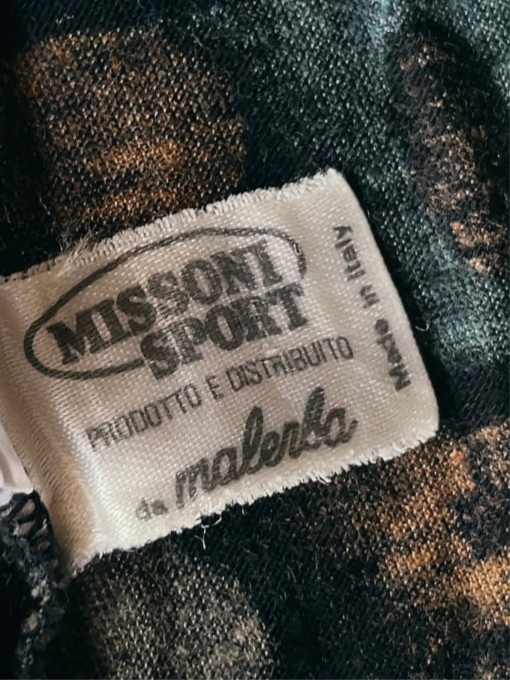 MISSONI
SPORT
PRODOTTO E DISTRIBUITO
da malerba
Made in Italy